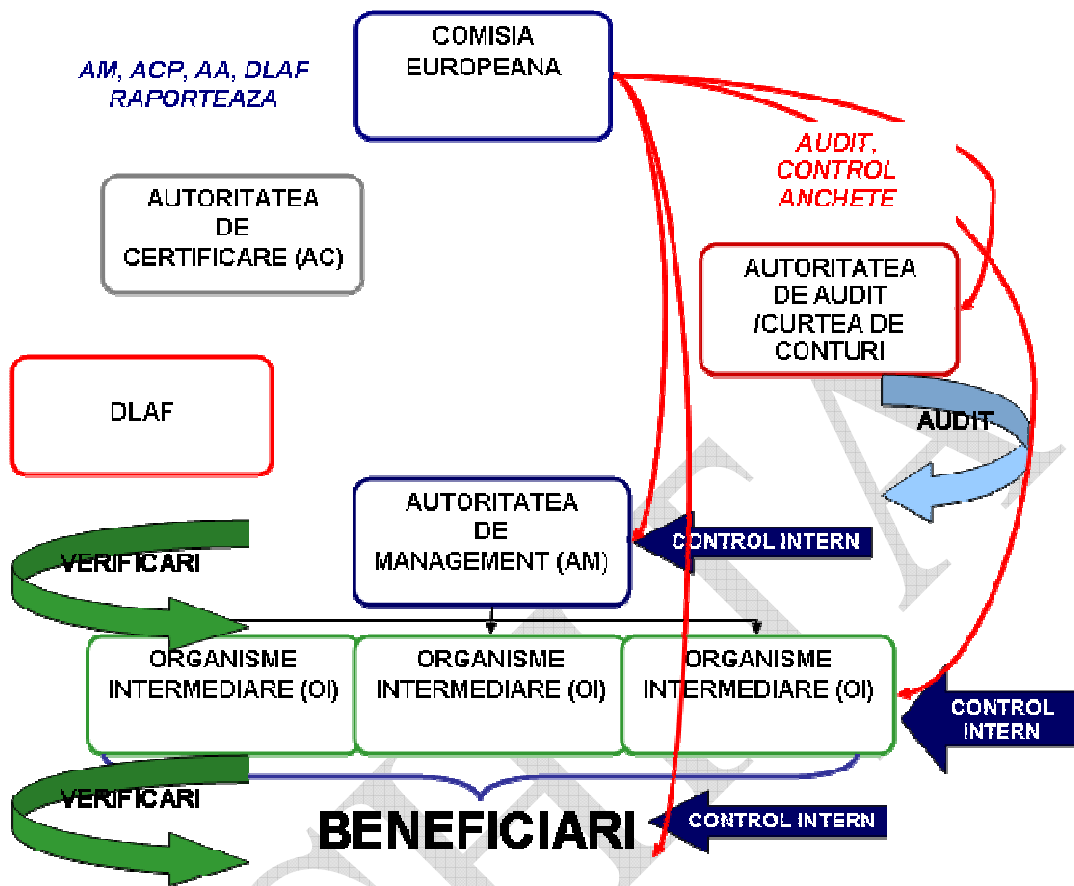 COMISIA
EUROPEANA
AM, ACP, AA, DLAF
RAPORTEAZA
AUDIT,
CONTROL
ANCHETE
AUTORITATEA
DE
CERTIFICARE (AC)
AUTORITATEA
DE AUDIT
/CURTEA DE
CONTURI
DLAF
AUDIT
AUTORITATEA
DE
MANAGEMENT (AM)
CONTROL INTERN
VERIFICARI
ORGANISME
INTERMEDIARE (OI)
ORGANISME
INTERMEDIARE (OI)
ORGANISME
INTERMEDIARE (OI)
CONTROL
INTERN
VERIFICARI
BENEFICIARI
CONTROL INTERN